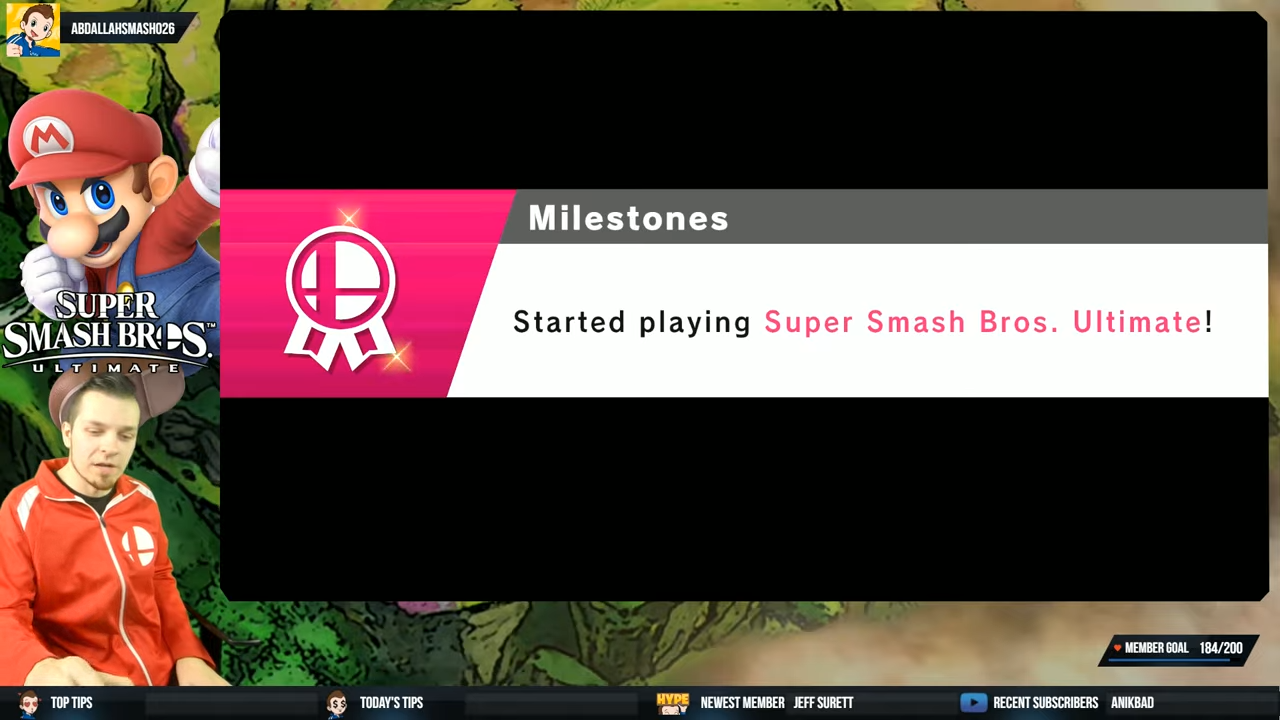 ABDALLAHSMASH026
M
SUPER
SMASH BROS.™
ULTIMATE
Milestones
Started playing Super Smash Bros. Ultimate!
MEMBER GOAL 184/200
TOP TIPS
TODAY'S TIPS
HYPE
NEWEST MEMBER JEFF SURETT
RECENT SUBSCRIBERS ANIKBAD